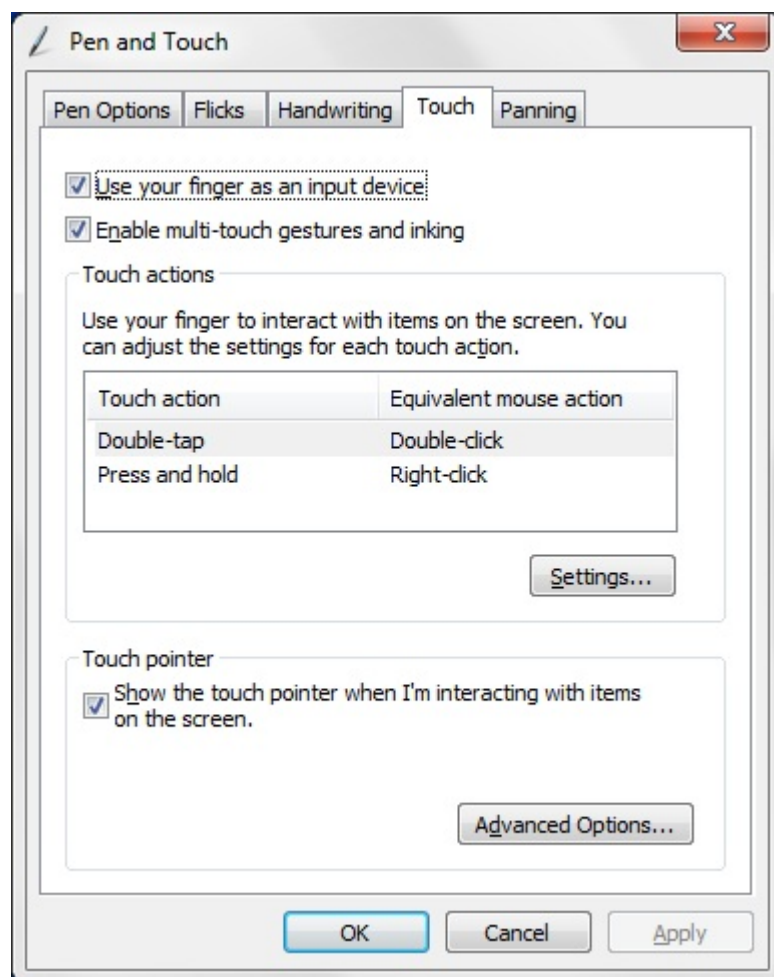 Pen and Touch
Pen Options Flicks Handwriting Touch Panning
Use your finger as an input device
Enable multi-touch gestures and inking
Touch actions
Use your finger to interact with items on the screen. You
can adjust the settings for each touch action.
Touch action Equivalent mouse action
Double-tap Double-click
Press and hold Right-click
Settings...
Touch pointer
Show the touch pointer when I'm interacting with items
on the screen.
Advanced Options...
OK Cancel Apply